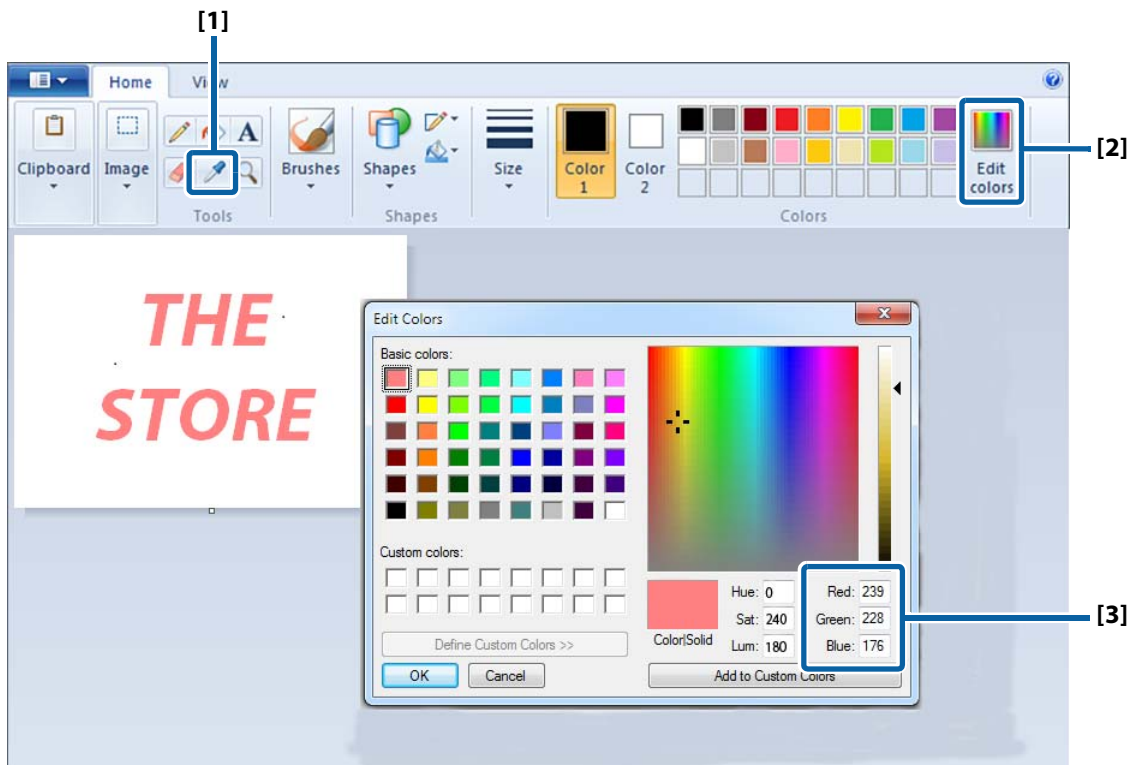 [1]
Home View
Clipboard Image A Brushes Shapes Size Color 1 Color 2 Edit colors
Tools Shapes Colors
[2]
THE
STORE
Edit Colors
Basic colors:
Custom colors:
Define Custom Colors >>
OK Cancel
Color|Solid
Hue: 0 Red: 239
Sat: 240 Green: 228
Lum: 180 Blue: 176
Add to Custom Colors
[3]